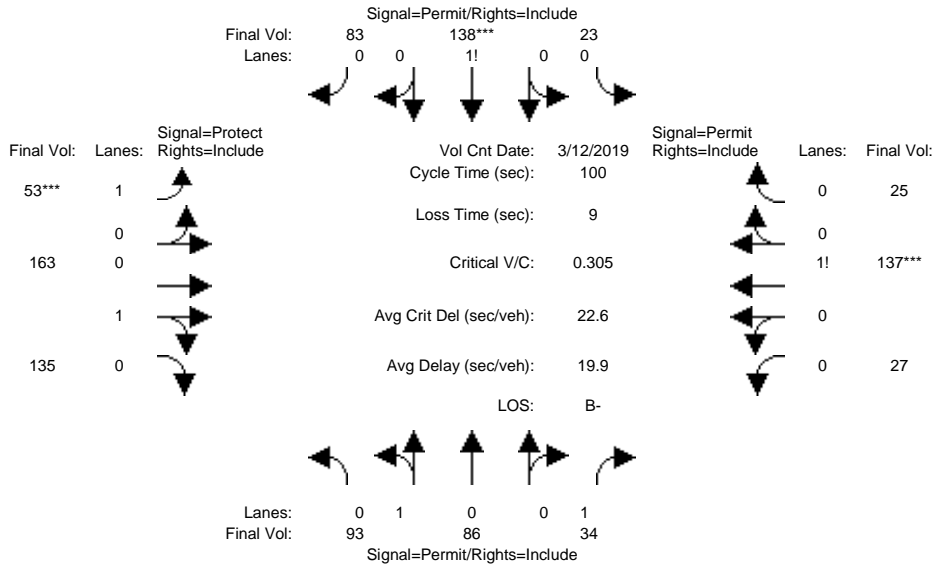 Signal=Permit/Rights=Include
Final Vol: 83 138*** 23
Lanes: 0 0 1! 0 0
Signal=Protect Signal=Permit
Final Vol: Lanes: Rights=Include Vol Cnt Date: 3/12/2019 Rights=Include Lanes: Final Vol:
Cycle Time (sec): 100
53*** 1 0 25
Loss Time (sec): 9
0 0
163 0 Critical V/C: 0.305 1! 137***
1 Avg Crit Del (sec/veh): 22.6 0
135 0 Avg Delay (sec/veh): 19.9 0 27
LOS: B-
Lanes: 0 1 0 0 1
Final Vol: 93 86 34
Signal=Permit/Rights=Include